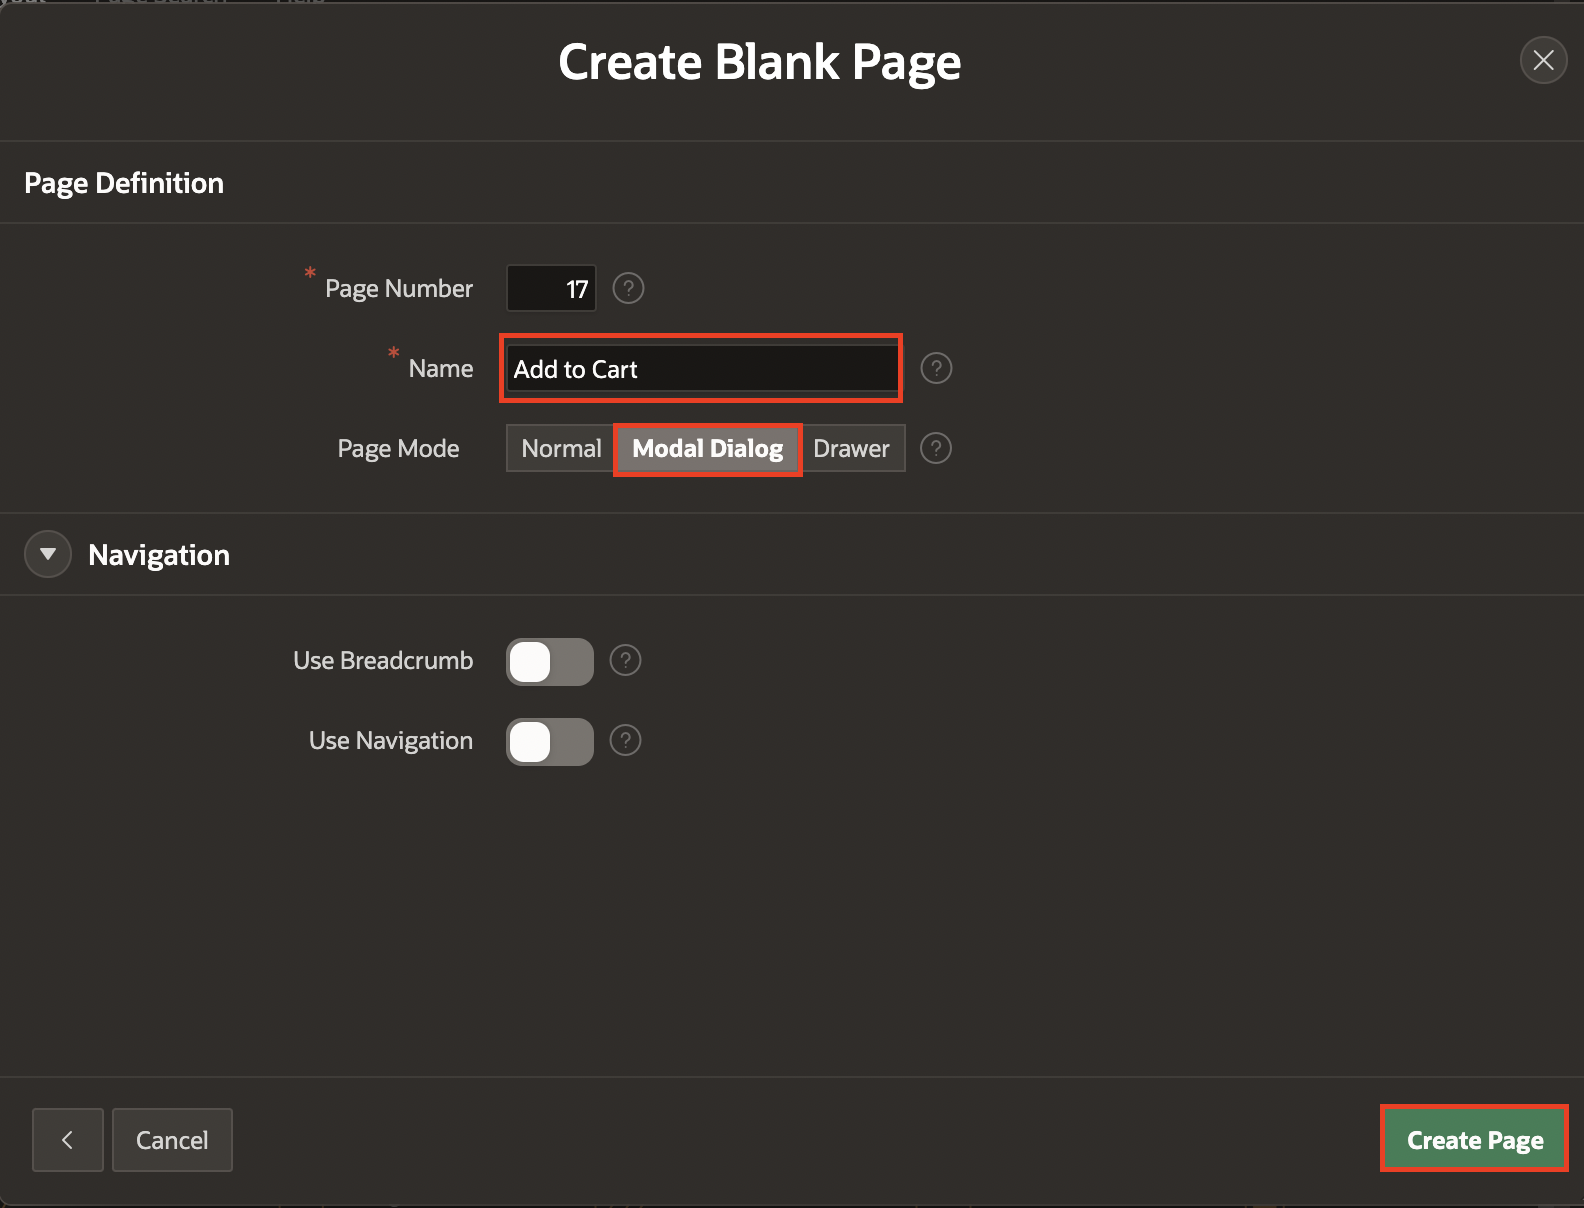 Create Blank Page
Page Definition
* Page Number 17 ?
* Name Add to Cart ?
Page Mode Normal Modal Dialog Drawer ?
Navigation
Use Breadcrumb ?
Use Navigation ?
Cancel Create Page